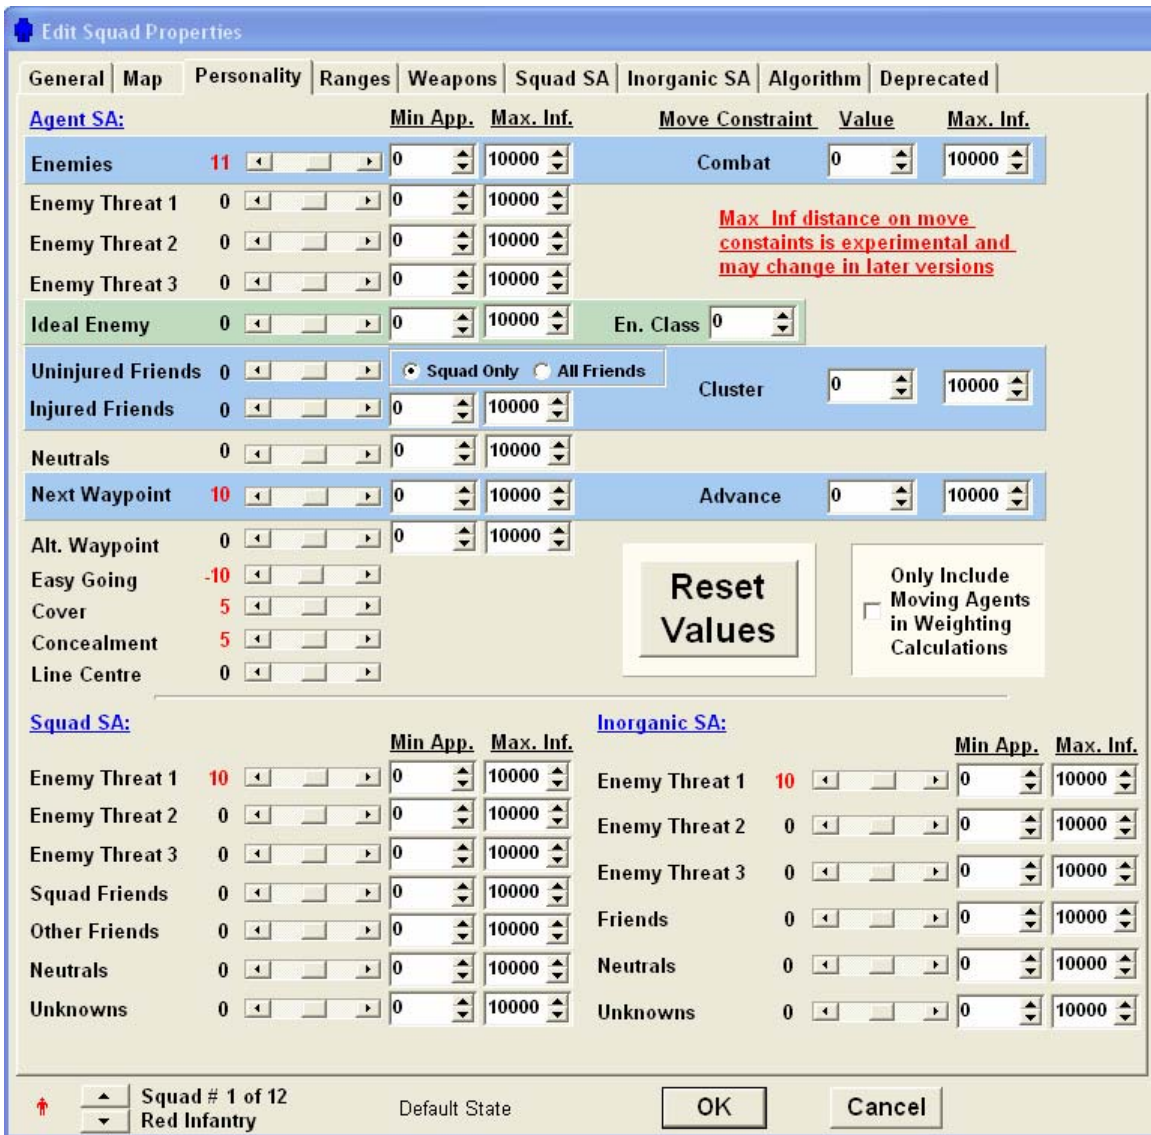 Edit Squad Properties
General Map Personality Ranges Weapons Squad SA Inorganic SA Algorithm Deprecated
Agent SA: Min App. Max. Inf. Move Constraint Value Max. Inf.
Enemies 11 0 10000 Combat 0 10000
Enemy Threat 1 0 0 10000
Enemy Threat 2 0 0 10000
Enemy Threat 3 0 0 10000
Max Inf distance on move
constaints is experimental and
may change in later versions
Ideal Enemy 0 0 10000 En. Class 0
Uninjured Friends 0 Squad Only All Friends
Injured Friends 0 0 10000
Cluster 0 10000
Neutrals 0 0 10000
Next Waypoint 10 0 10000 Advance 0 10000
Alt. Waypoint 0 0 10000
Easy Going -10
Cover 5
Concealment 5
Line Centre 0
Reset
Values
Only Include
Moving Agents
in Weighting
Calculations
Squad SA:
Min App. Max. Inf.
Enemy Threat 1 10 0 10000
Enemy Threat 2 0 0 10000
Enemy Threat 3 0 0 10000
Squad Friends 0 0 10000
Other Friends 0 0 10000
Neutrals 0 0 10000
Unknowns 0 0 10000
Inorganic SA:
Min App. Max. Inf.
Enemy Threat 1 10 0 10000
Enemy Threat 2 0 0 10000
Enemy Threat 3 0 0 10000
Friends 0 0 10000
Neutrals 0 0 10000
Unknowns 0 0 10000
Squad # 1 of 12
Red Infantry
Default State
OK
Cancel